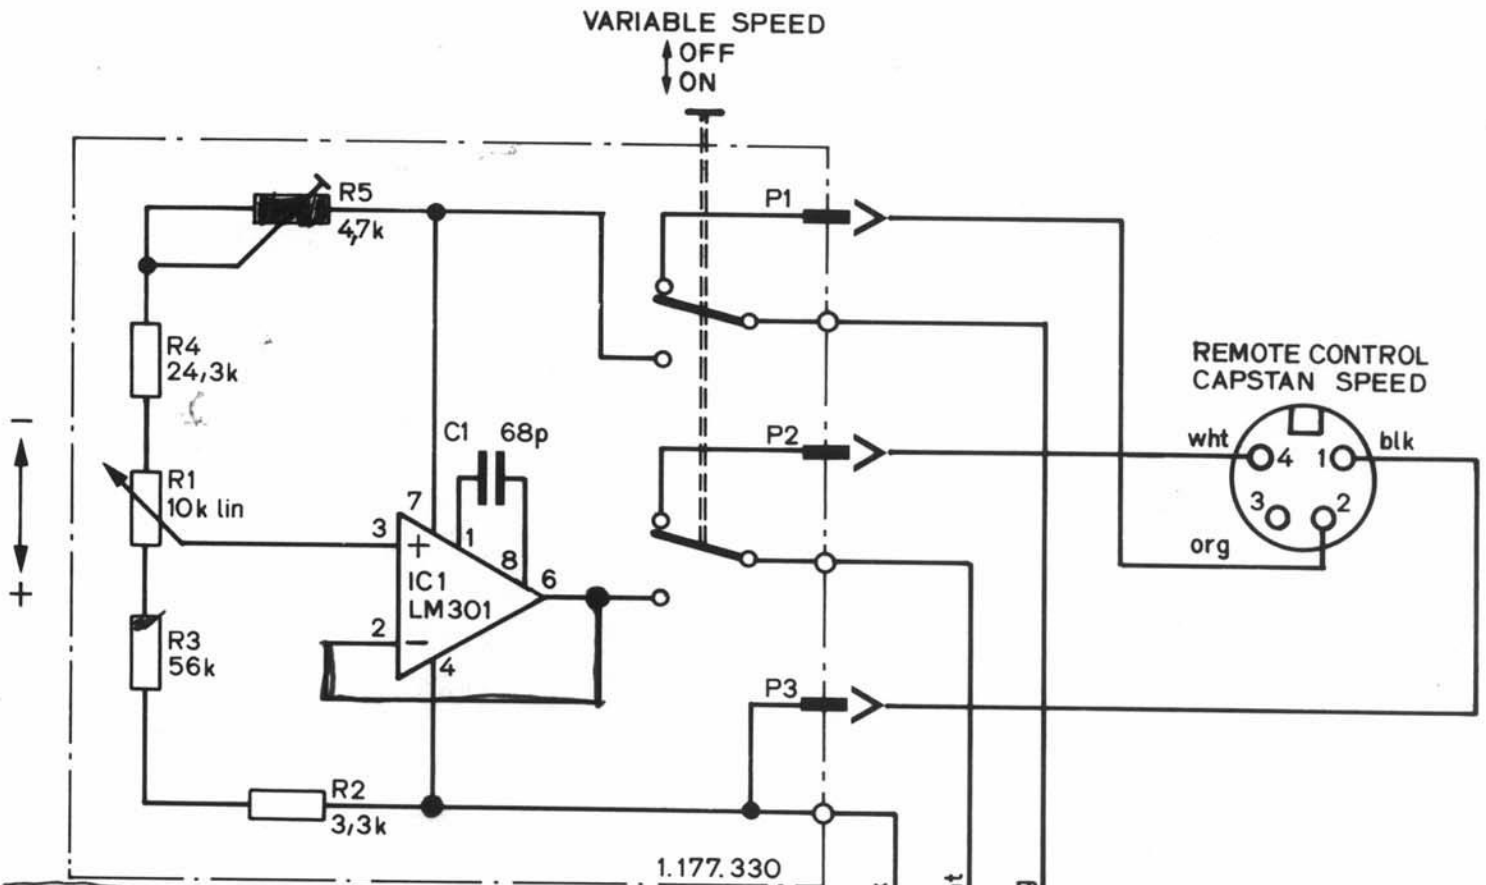 VARIABLE SPEED
OFF
ON
R5
4,7k
P1
R4
24,3k
REMOTE CONTROL
CAPSTAN SPEED
C1 68p
P2
wht
4 1
blk
-
R1
10k lin
7
3
+
1
8
6
IC1
LM301
3
2
org
+
2
-
4
R3
56k
P3
R2
3,3k
1.177.330